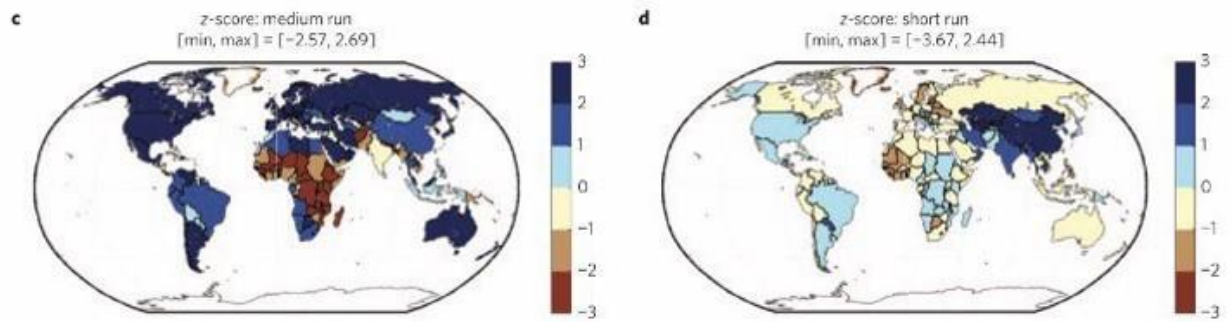 c
z-score: medium run
[min, max] = [−2.57, 2.69]
3
2
1
0
−1
−2
−3
d
z-score: short run
[min, max] = [−3.67, 2.44]
3
2
1
0
−1
−2
−3